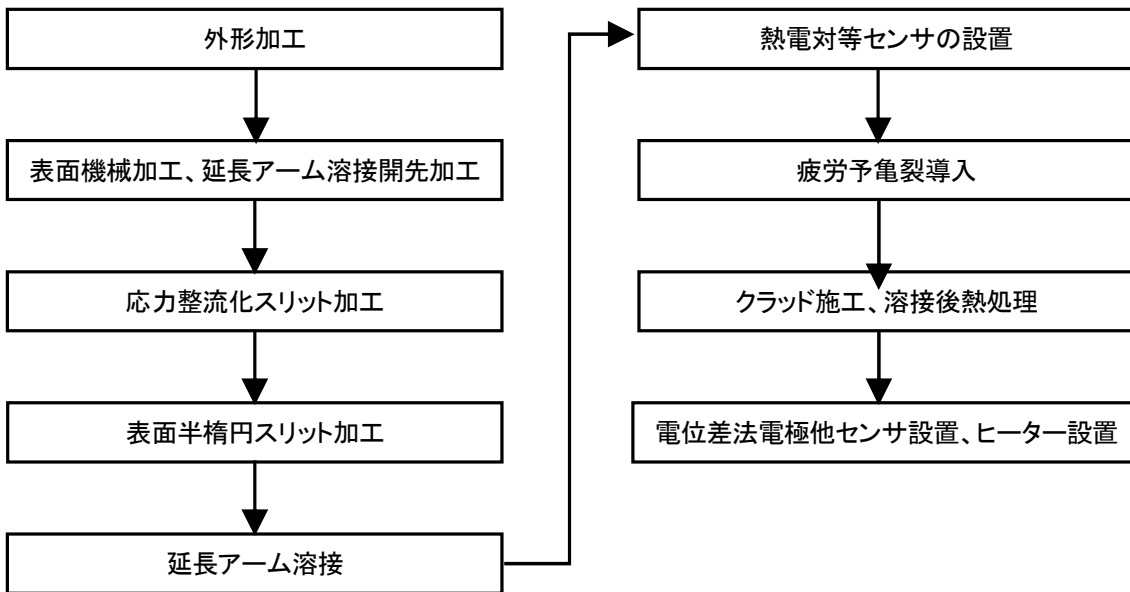 外形加工
表面機械加工、延長アーム溶接開先加工
応力整流化スリット加工
表面半楕円スリット加工
延長アーム溶接
熱電対等センサの設置
疲労予亀裂導入
クラッド施工、溶接後熱処理
電位差法電極他センサ設置、ヒーター設置